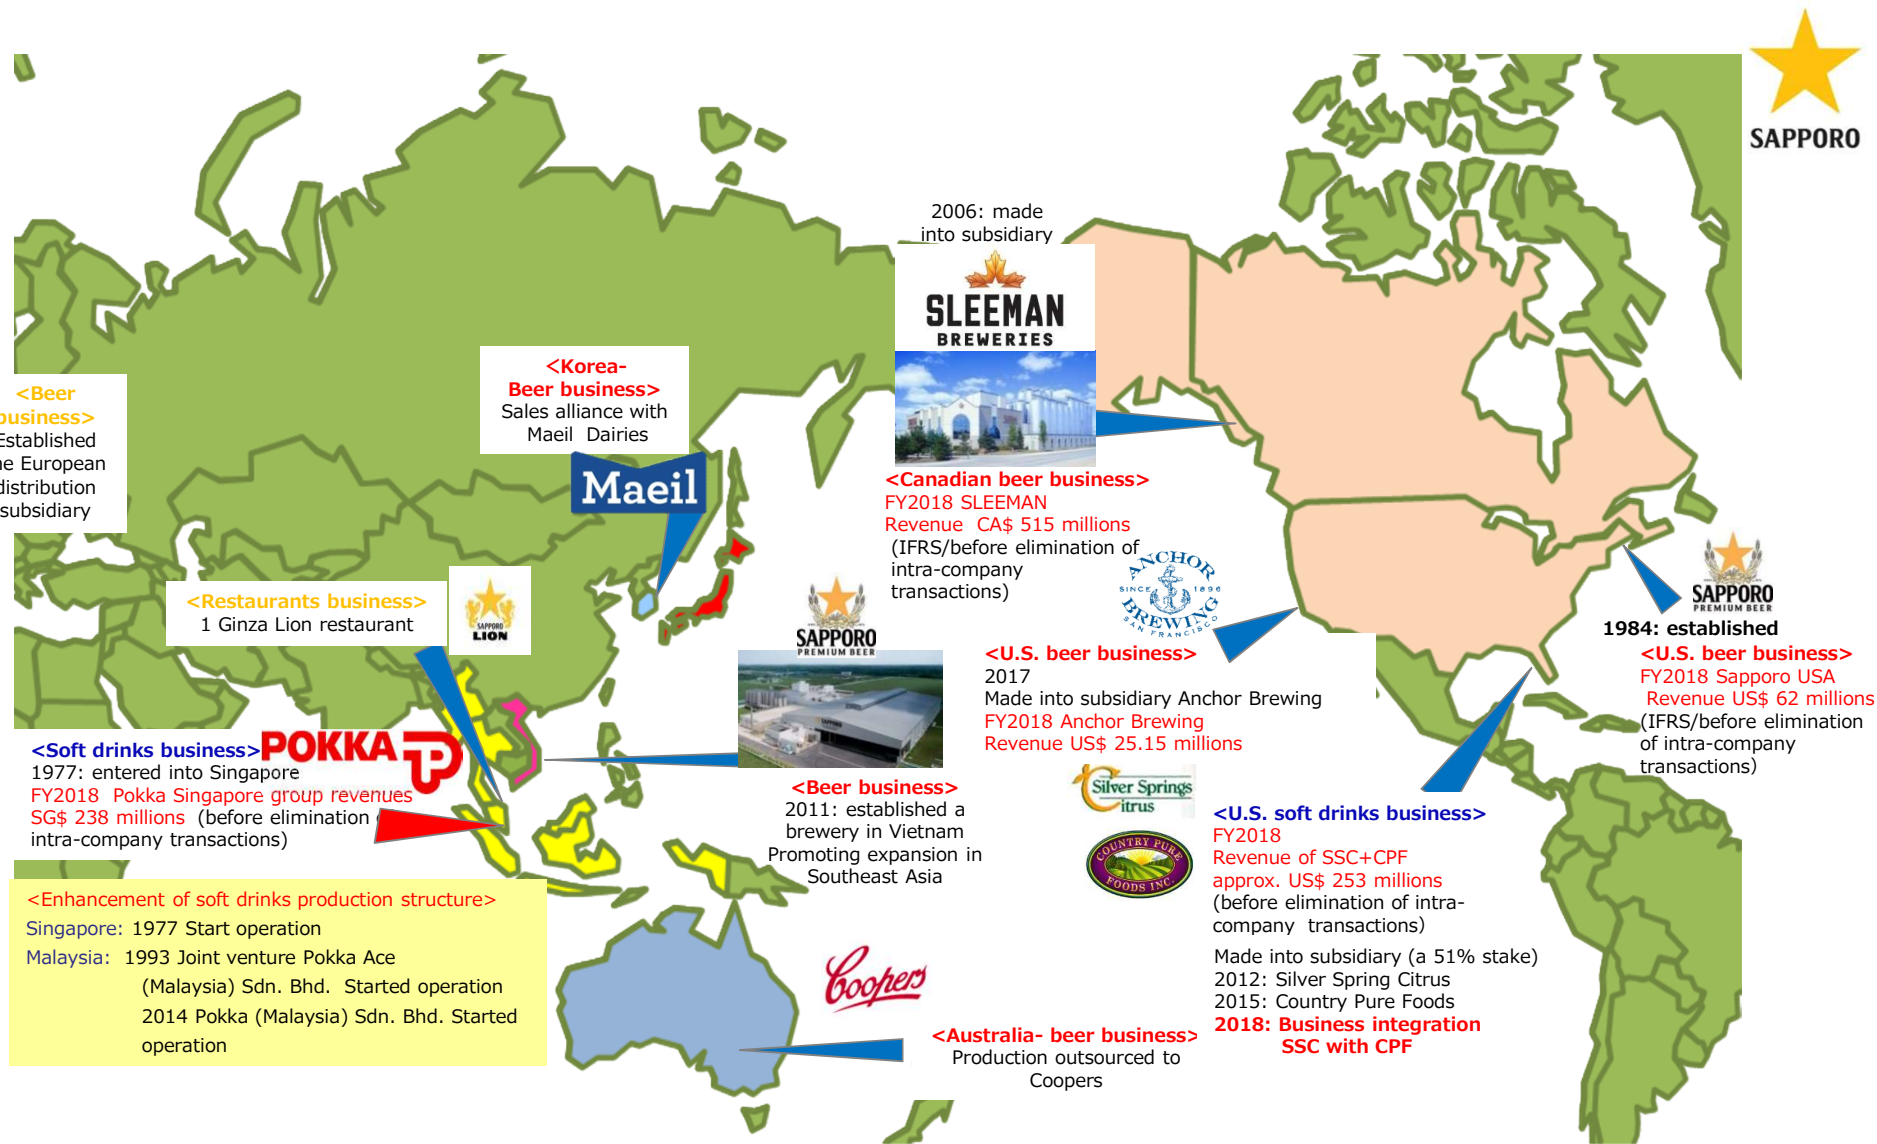 SAPPORO
2006: made
into subsidiary
SLEEMAN
BREWERIES
<Korea-
Beer business>
Sales alliance with
Maeil Dairies
Maeil
<Beer
business>
Established
European
distribution
subsidiary
<Canadian beer business>
FY2018 SLEEMAN
Revenue CA$ 515 millions
(IFRS/before elimination of
intra-company
transactions)
ANCHOR
SINCE 1896
BREWING
SAN FRANCISCO
SAPPORO
PREMIUM BEER
1984: established
<U.S. beer business>
FY2018 Sapporo USA
Revenue US$ 62 millions
(IFRS/before elimination
of intra-company
transactions)
<Restaurants business>
1 Ginza Lion restaurant
SAPPORO
LION
SAPPORO
PREMIUM BEER
<U.S. beer business>
2017
Made into subsidiary Anchor Brewing
FY2018 Anchor Brewing
Revenue US$ 25.15 millions
<Soft drinks business>
POKKA
1977: entered into Singapore
FY2018 Pokka Singapore group revenues
SG$ 238 millions (before elimination
intra-company transactions)
<Beer business>
2011: established a
brewery in Vietnam
Promoting expansion in
Southeast Asia
Silver Springs
Citrus
COUNTRY PURE
FOODS INC.
<U.S. soft drinks business>
FY2018
Revenue of SSC+CPF
approx. US$ 253 millions
(before elimination of intra-
company transactions)
Made into subsidiary (a 51% stake)
2012: Silver Spring Citrus
2015: Country Pure Foods
2018: Business integration
SSC with CPF
<Enhancement of soft drinks production structure>
Singapore: 1977 Start operation
Malaysia: 1993 Joint venture Pokka Ace
(Malaysia) Sdn. Bhd. Started operation
2014 Pokka (Malaysia) Sdn. Bhd. Started
operation
Coopers
<Australia- beer business>
Production outsourced to
Coopers